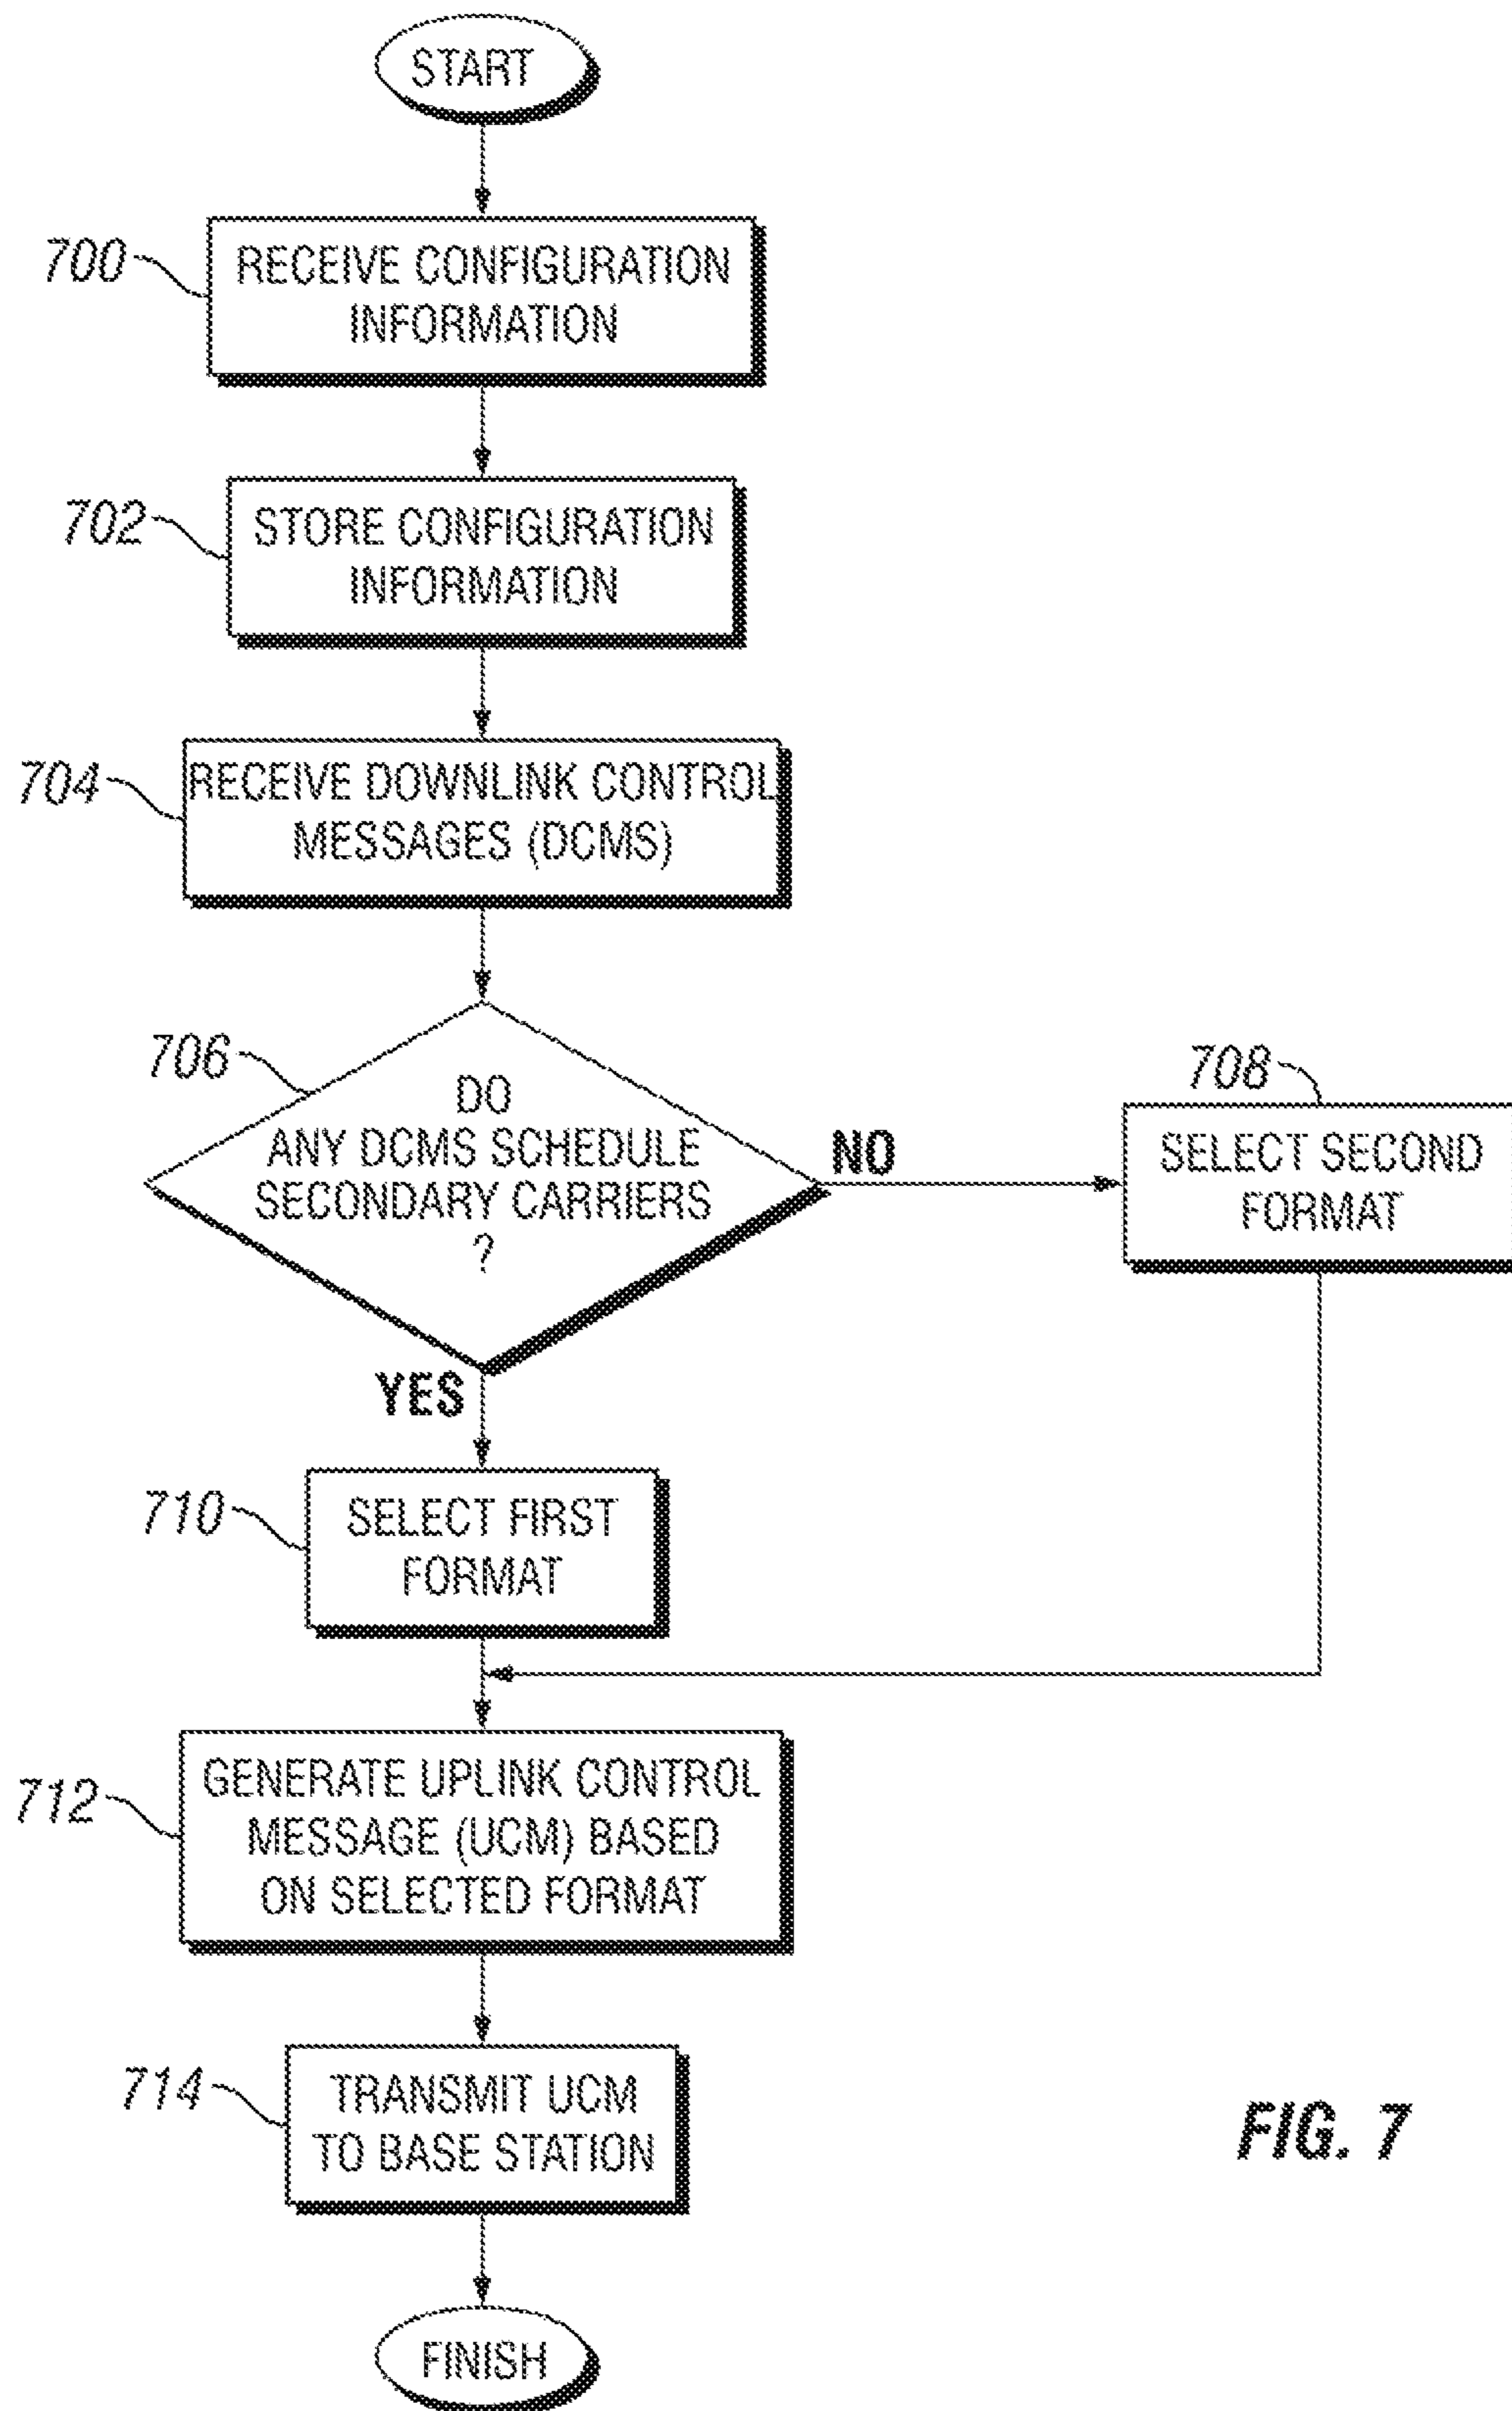 START
700
RECEIVE CONFIGURATION
INFORMATION
702
STORE CONFIGURATION
INFORMATION
704
RECEIVE DOWNLINK CONTROL
MESSAGES (DCMS)
706
DO
ANY DCMS SCHEDULE
SECONDARY CARRIERS
?
NO
708
SELECT SECOND
FORMAT
YES
710
SELECT FIRST
FORMAT
712
GENERATE UPLINK CONTROL
MESSAGE (UCM) BASED
ON SELECTED FORMAT
714
TRANSMIT UCM
TO BASE STATION
FINISH
FIG. 7